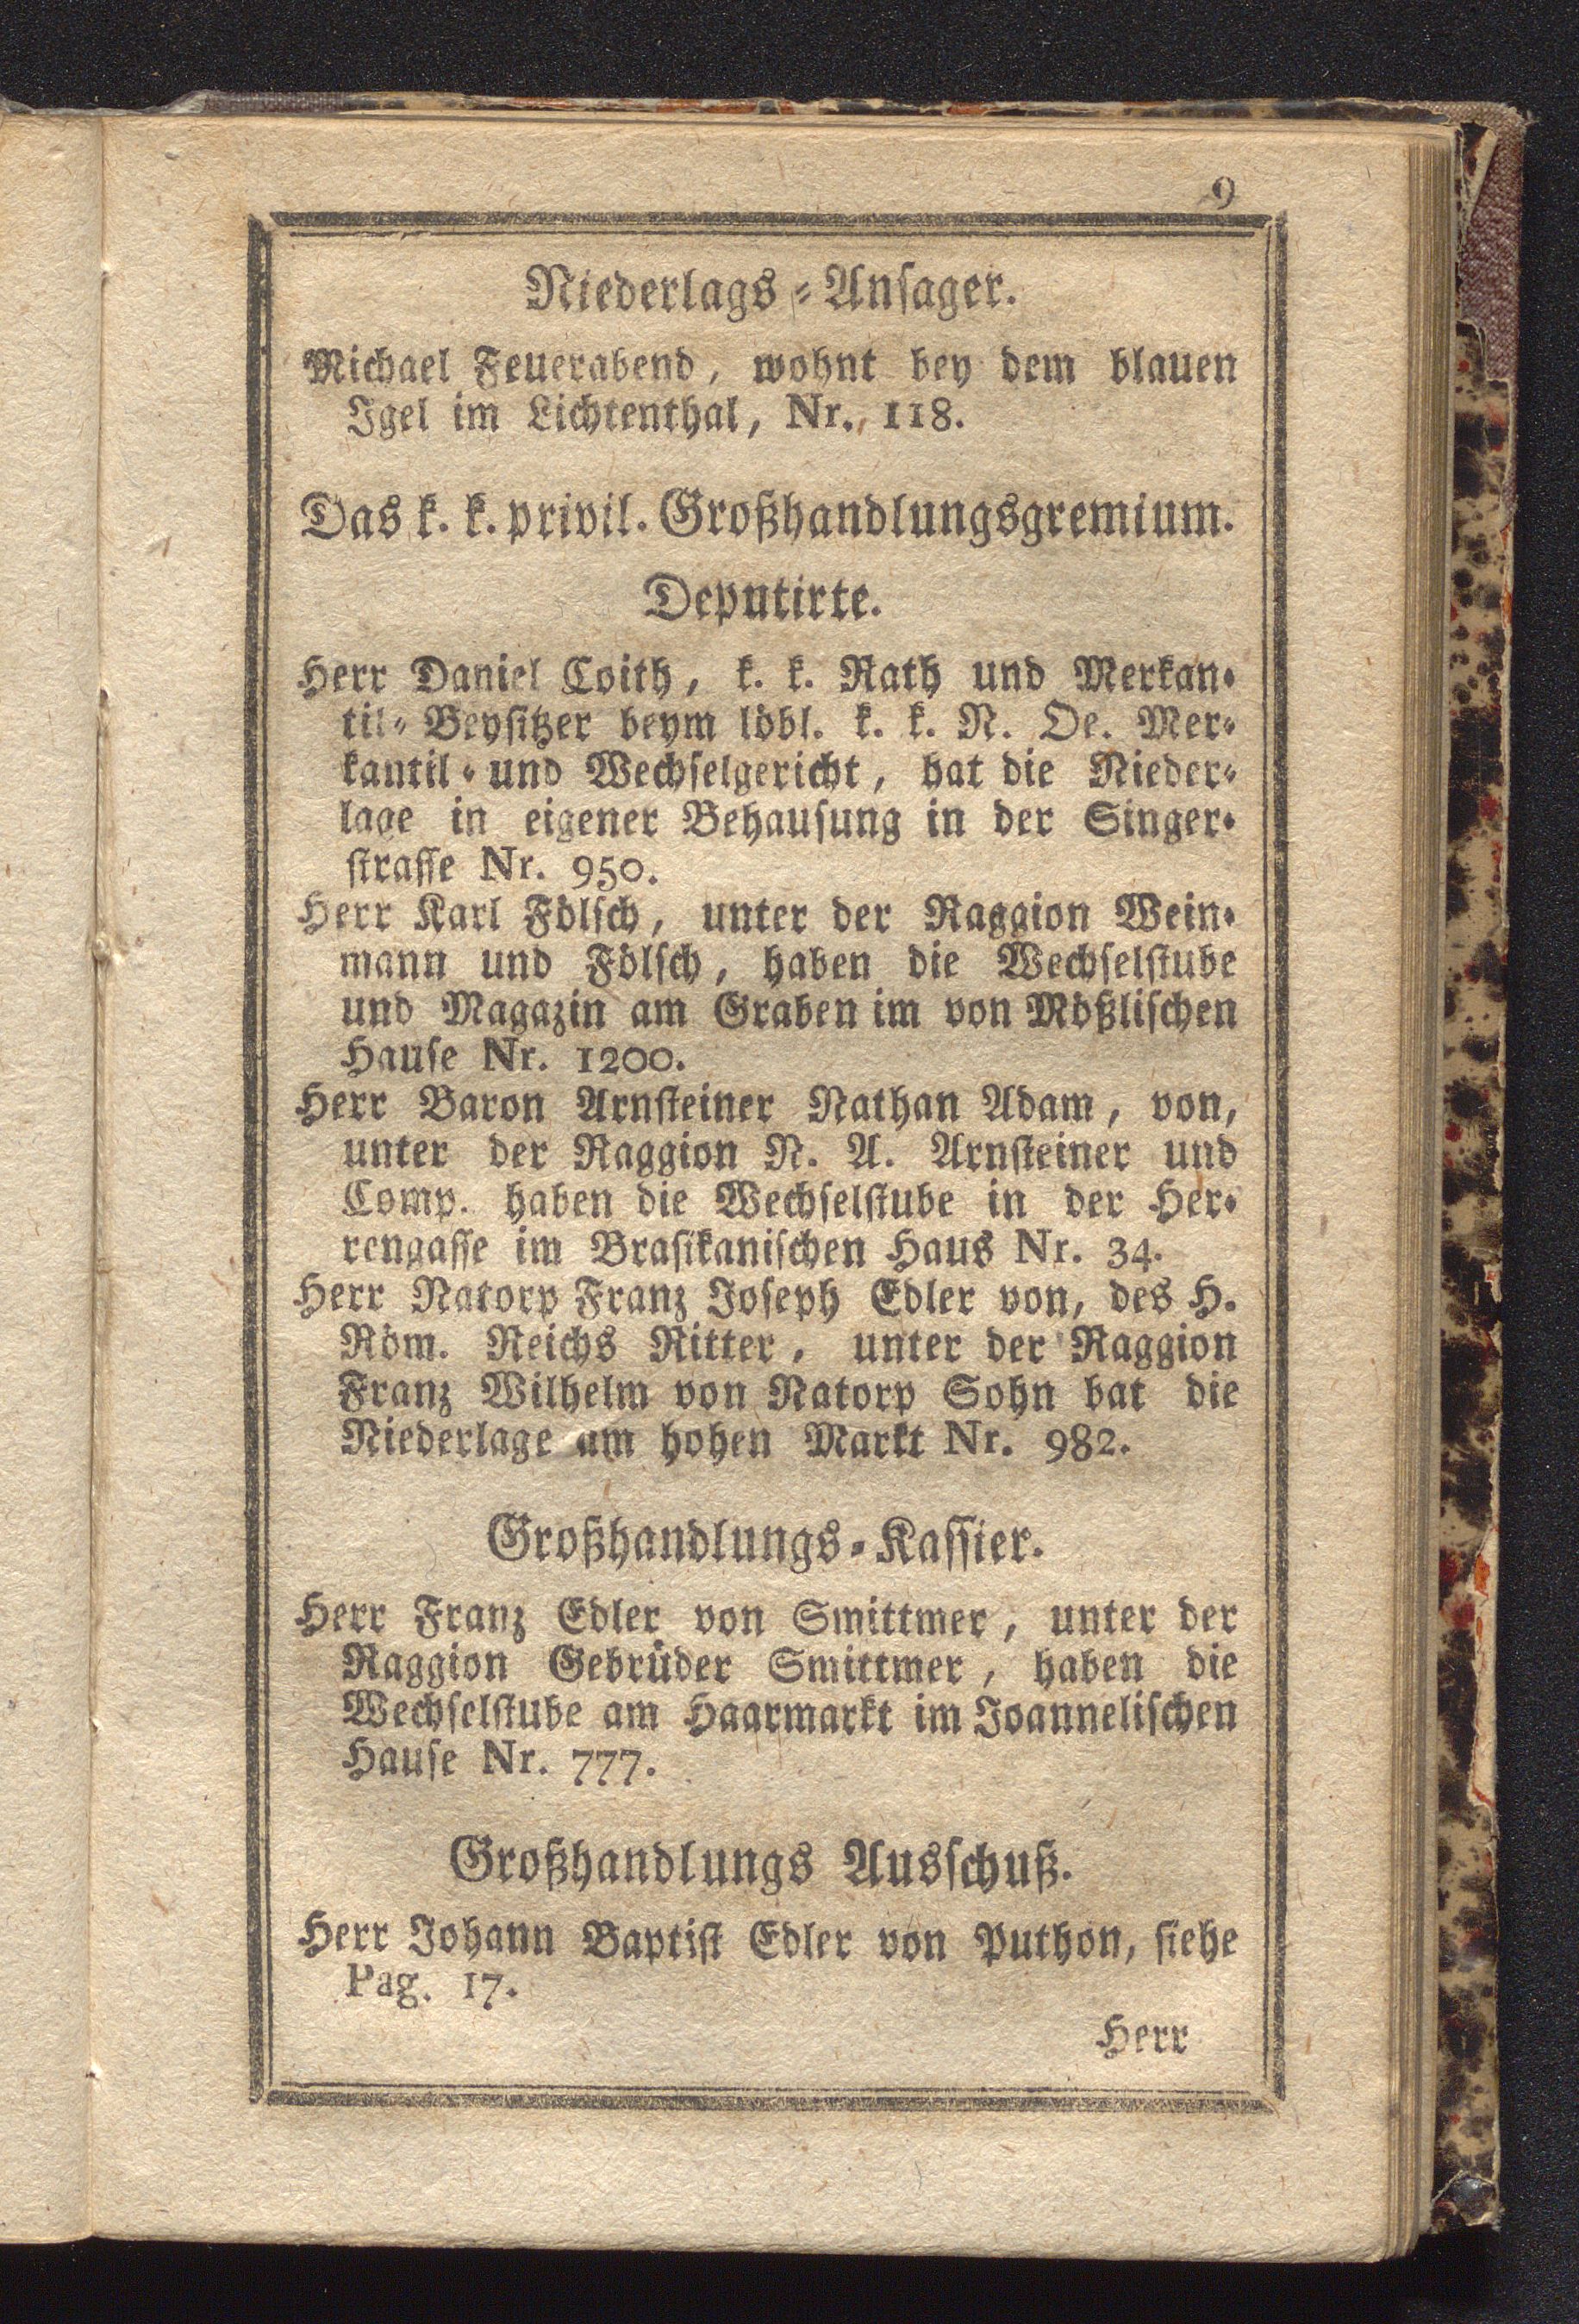 9
Niederlags-Ansager.
Michael Feuerabend, wohnt bey dem blauen
Igel im Lichtenthal, Nr. 118.
Das k. k. privil. Großhandlungsgremium.
Deputirte.
Herr Daniel Coith, k. k. Rath und Merkan-
til-Beysitzer beym löbl. k. k. N. Oe. Mer-
kantil- und Wechselgericht, hat die Nieder-
lage in eigener Behausung in der Singer-
strasse Nr. 950.
Herr Karl Fölsch, unter der Raggion Wein-
mann und Fölsch, haben die Wechselstube
und Magazin am Graben im von Mößlischen
Hause Nr. 1200.
Herr Baron Arnsteiner Nathan Adam, von,
unter der Raggion N. A. Arnsteiner und
Comp. haben die Wechselstube in der Her-
rengasse im Brasikanischen Haus Nr. 34.
Herr Natorp Franz Joseph Edler von, des H.
Röm. Reichs Ritter, unter der Raggion
Franz Wilhelm von Natorp Sohn hat die
Niederlage am hohen Markt Nr. 982.
Großhandlungs-Kassier.
Herr Franz Edler von Smittmer, unter der
Raggion Gebrüder Smittmer, haben die
Wechselstube am Haarmarkt im Joannelischen
Hause Nr. 777.
Großhandlungs Ausschuß.
Herr Johann Baptist Edler von Puthon, siehe
Pag. 17.
Herr